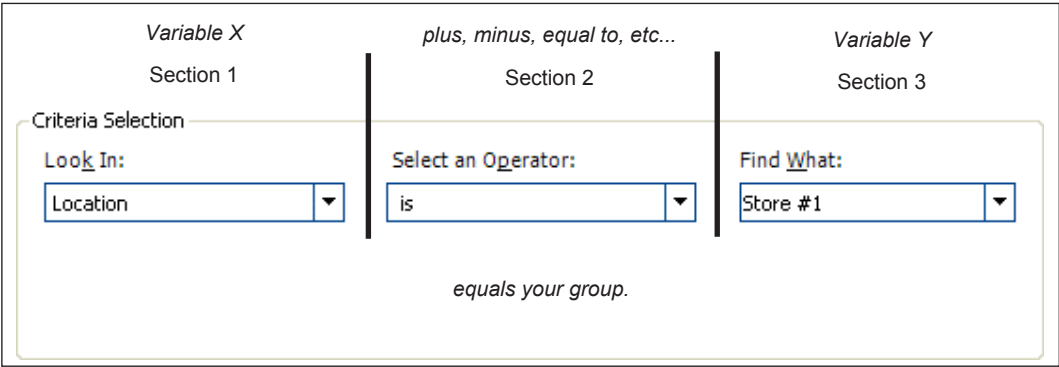 Variable X
plus, minus, equal to, etc...
Variable Y
Section 1
Section 2
Section 3
Criteria Selection
Look In:
Select an Operator:
Find What:
Location
is
Store #1
equals your group.